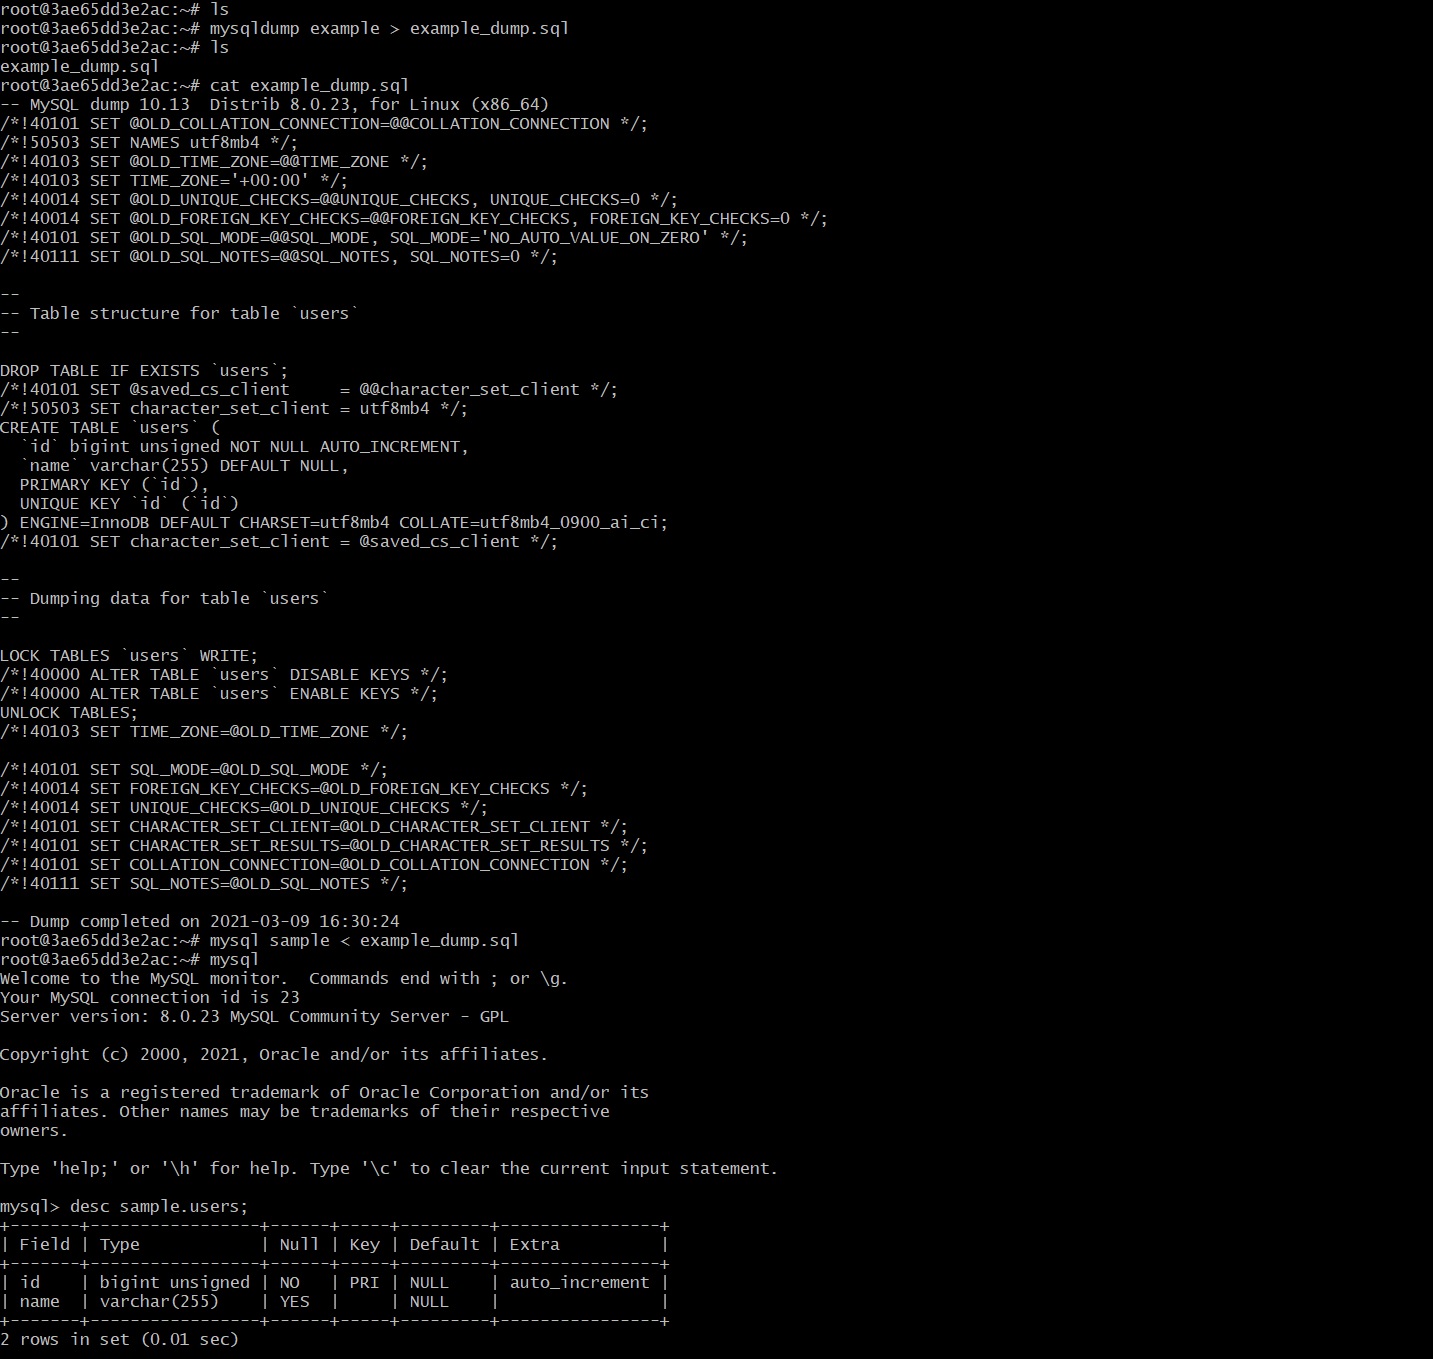 root@3ae65dd3e2ac:~# ls
root@3ae65dd3e2ac:~# mysqldump example > example_dump.sql
root@3ae65dd3e2ac:~# ls
example_dump.sql
root@3ae65dd3e2ac:~# cat example_dump.sql
-- MySQL dump 10.13  Distrib 8.0.23, for Linux (x86_64)
/*!40101 SET @OLD_COLLATION_CONNECTION=@@COLLATION_CONNECTION */;
/*!50503 SET NAMES utf8mb4 */;
/*!40103 SET @OLD_TIME_ZONE=@@TIME_ZONE */;
/*!40103 SET TIME_ZONE='+00:00' */;
/*!40014 SET @OLD_UNIQUE_CHECKS=@@UNIQUE_CHECKS, UNIQUE_CHECKS=0 */;
/*!40014 SET @OLD_FOREIGN_KEY_CHECKS=@@FOREIGN_KEY_CHECKS, FOREIGN_KEY_CHECKS=0 */;
/*!40101 SET @OLD_SQL_MODE=@@SQL_MODE, SQL_MODE='NO_AUTO_VALUE_ON_ZERO' */;
/*!40111 SET @OLD_SQL_NOTES=@@SQL_NOTES, SQL_NOTES=0 */;

--
-- Table structure for table `users`
--

DROP TABLE IF EXISTS `users`;
/*!40101 SET @saved_cs_client     = @@character_set_client */;
/*!50503 SET character_set_client = utf8mb4 */;
CREATE TABLE `users` (
  `id` bigint unsigned NOT NULL AUTO_INCREMENT,
  `name` varchar(255) DEFAULT NULL,
  PRIMARY KEY (`id`),
  UNIQUE KEY `id` (`id`)
) ENGINE=InnoDB DEFAULT CHARSET=utf8mb4 COLLATE=utf8mb4_0900_ai_ci;
/*!40101 SET character_set_client = @saved_cs_client */;

--
-- Dumping data for table `users`
--

LOCK TABLES `users` WRITE;
/*!40000 ALTER TABLE `users` DISABLE KEYS */;
/*!40000 ALTER TABLE `users` ENABLE KEYS */;
UNLOCK TABLES;
/*!40103 SET TIME_ZONE=@OLD_TIME_ZONE */;

/*!40101 SET SQL_MODE=@OLD_SQL_MODE */;
/*!40014 SET FOREIGN_KEY_CHECKS=@OLD_FOREIGN_KEY_CHECKS */;
/*!40014 SET UNIQUE_CHECKS=@OLD_UNIQUE_CHECKS */;
/*!40101 SET CHARACTER_SET_CLIENT=@OLD_CHARACTER_SET_CLIENT */;
/*!40101 SET CHARACTER_SET_RESULTS=@OLD_CHARACTER_SET_RESULTS */;
/*!40101 SET COLLATION_CONNECTION=@OLD_COLLATION_CONNECTION */;
/*!40111 SET SQL_NOTES=@OLD_SQL_NOTES */;

-- Dump completed on 2021-03-09 16:30:24
root@3ae65dd3e2ac:~# mysql sample < example_dump.sql
root@3ae65dd3e2ac:~# mysql
Welcome to the MySQL monitor.  Commands end with ; or \g.
Your MySQL connection id is 23
Server version: 8.0.23 MySQL Community Server - GPL

Copyright (c) 2000, 2021, Oracle and/or its affiliates.

Oracle is a registered trademark of Oracle Corporation and/or its
affiliates. Other names may be trademarks of their respective
owners.

Type 'help;' or '\h' for help. Type '\c' to clear the current input statement.

mysql> desc sample.users;
+-------+-----------------+------+-----+---------+----------------+
| Field | Type            | Null | Key | Default | Extra          |
+-------+-----------------+------+-----+---------+----------------+
| id    | bigint unsigned | NO   | PRI | NULL    | auto_increment |
| name  | varchar(255)    | YES  |     | NULL    |                |
+-------+-----------------+------+-----+---------+----------------+
2 rows in set (0.01 sec)